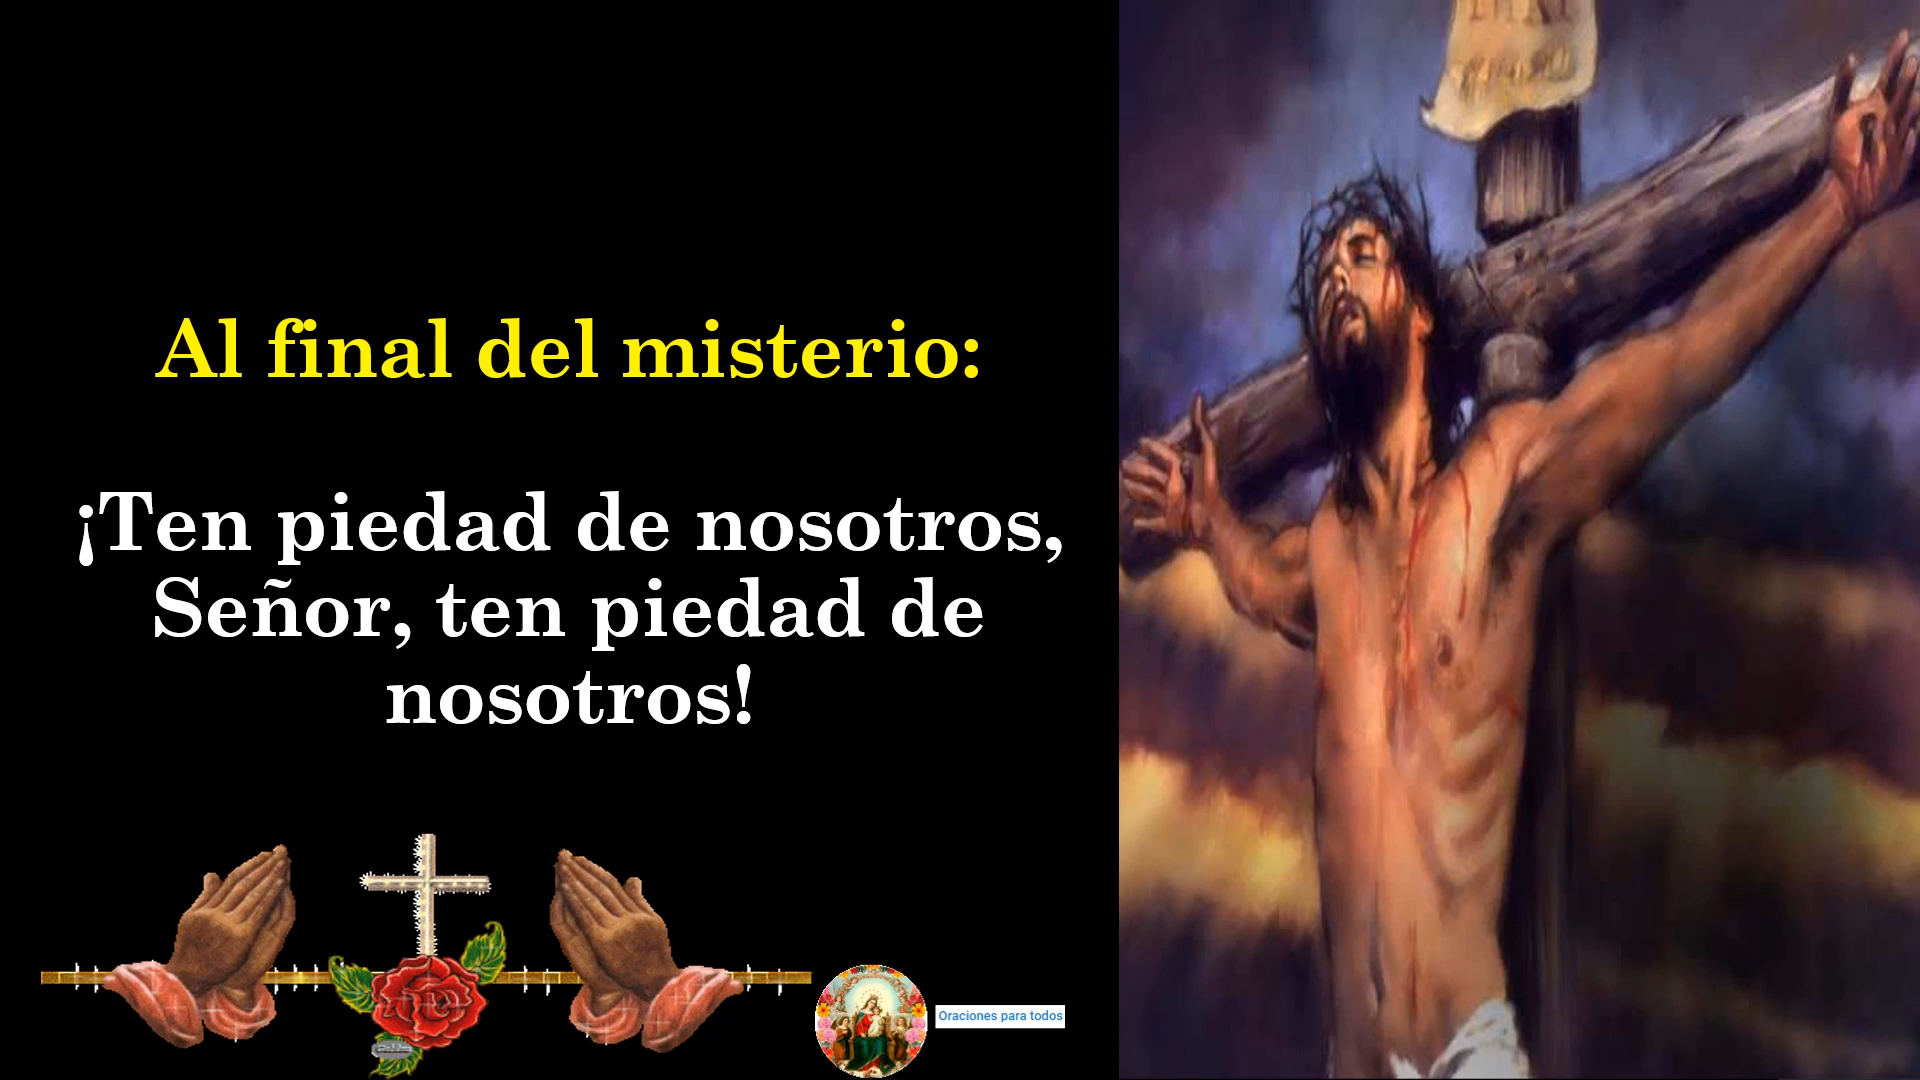 Al final del misterio:
¡Ten piedad de nosotros,
Señor, ten piedad de
nosotros!
Oraciones para todos